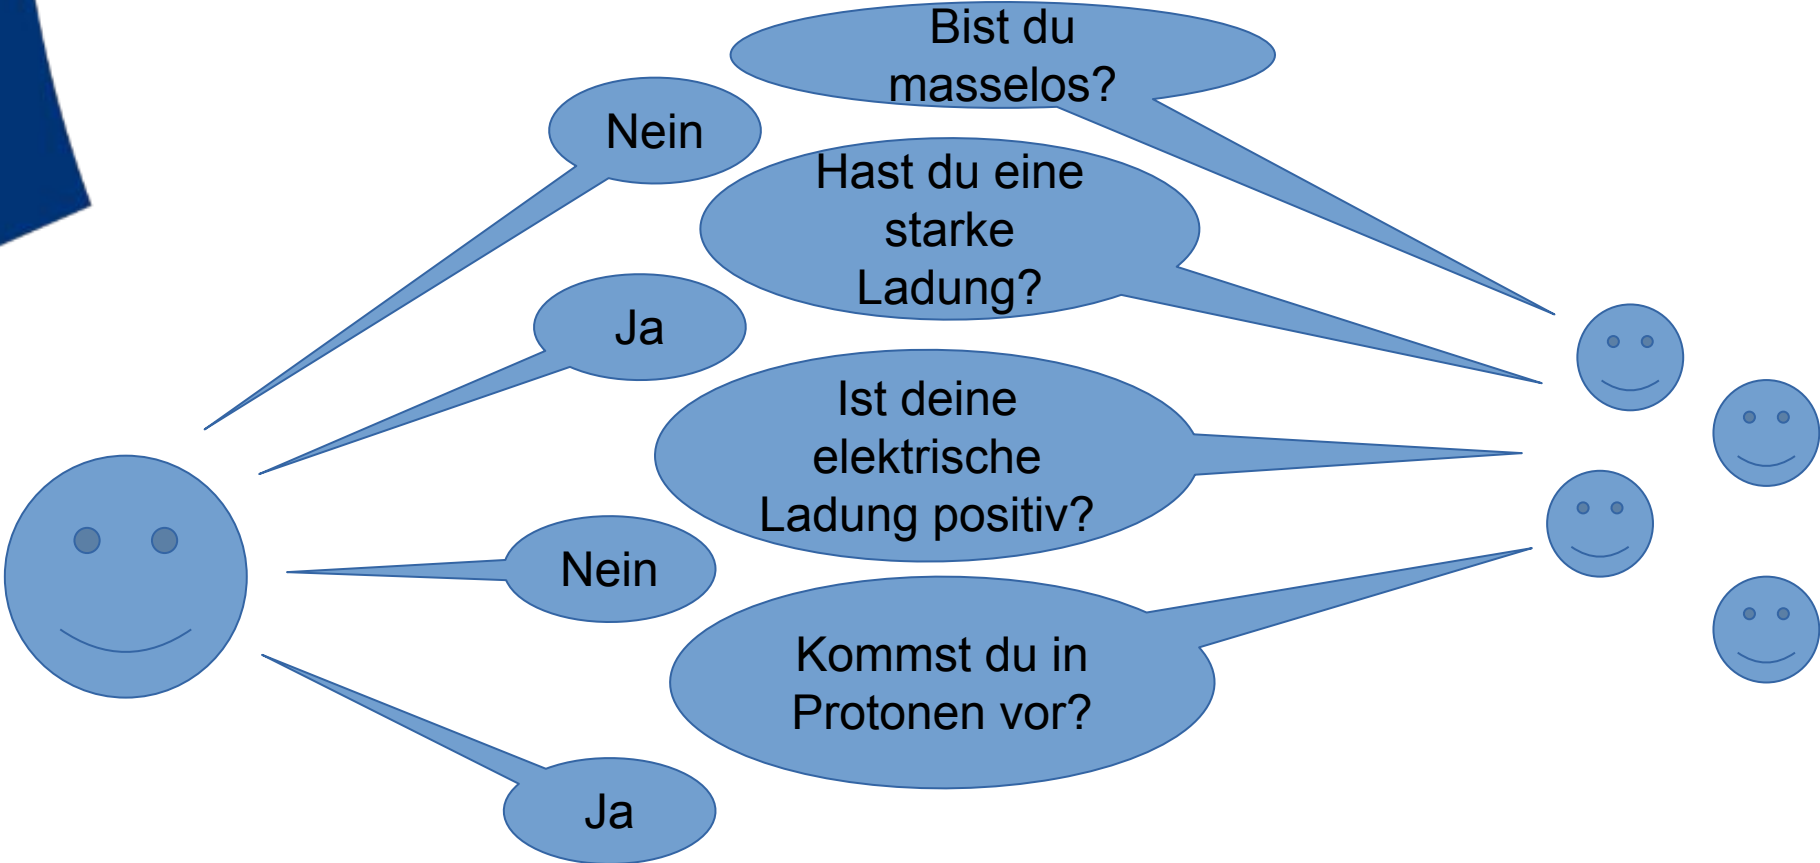 Bist du
masselos?
Nein
Hast du eine
starke
Ladung?
Ja
Ist deine
elektrische
Ladung positiv?
Nein
Kommst du in
Protonen vor?
Ja